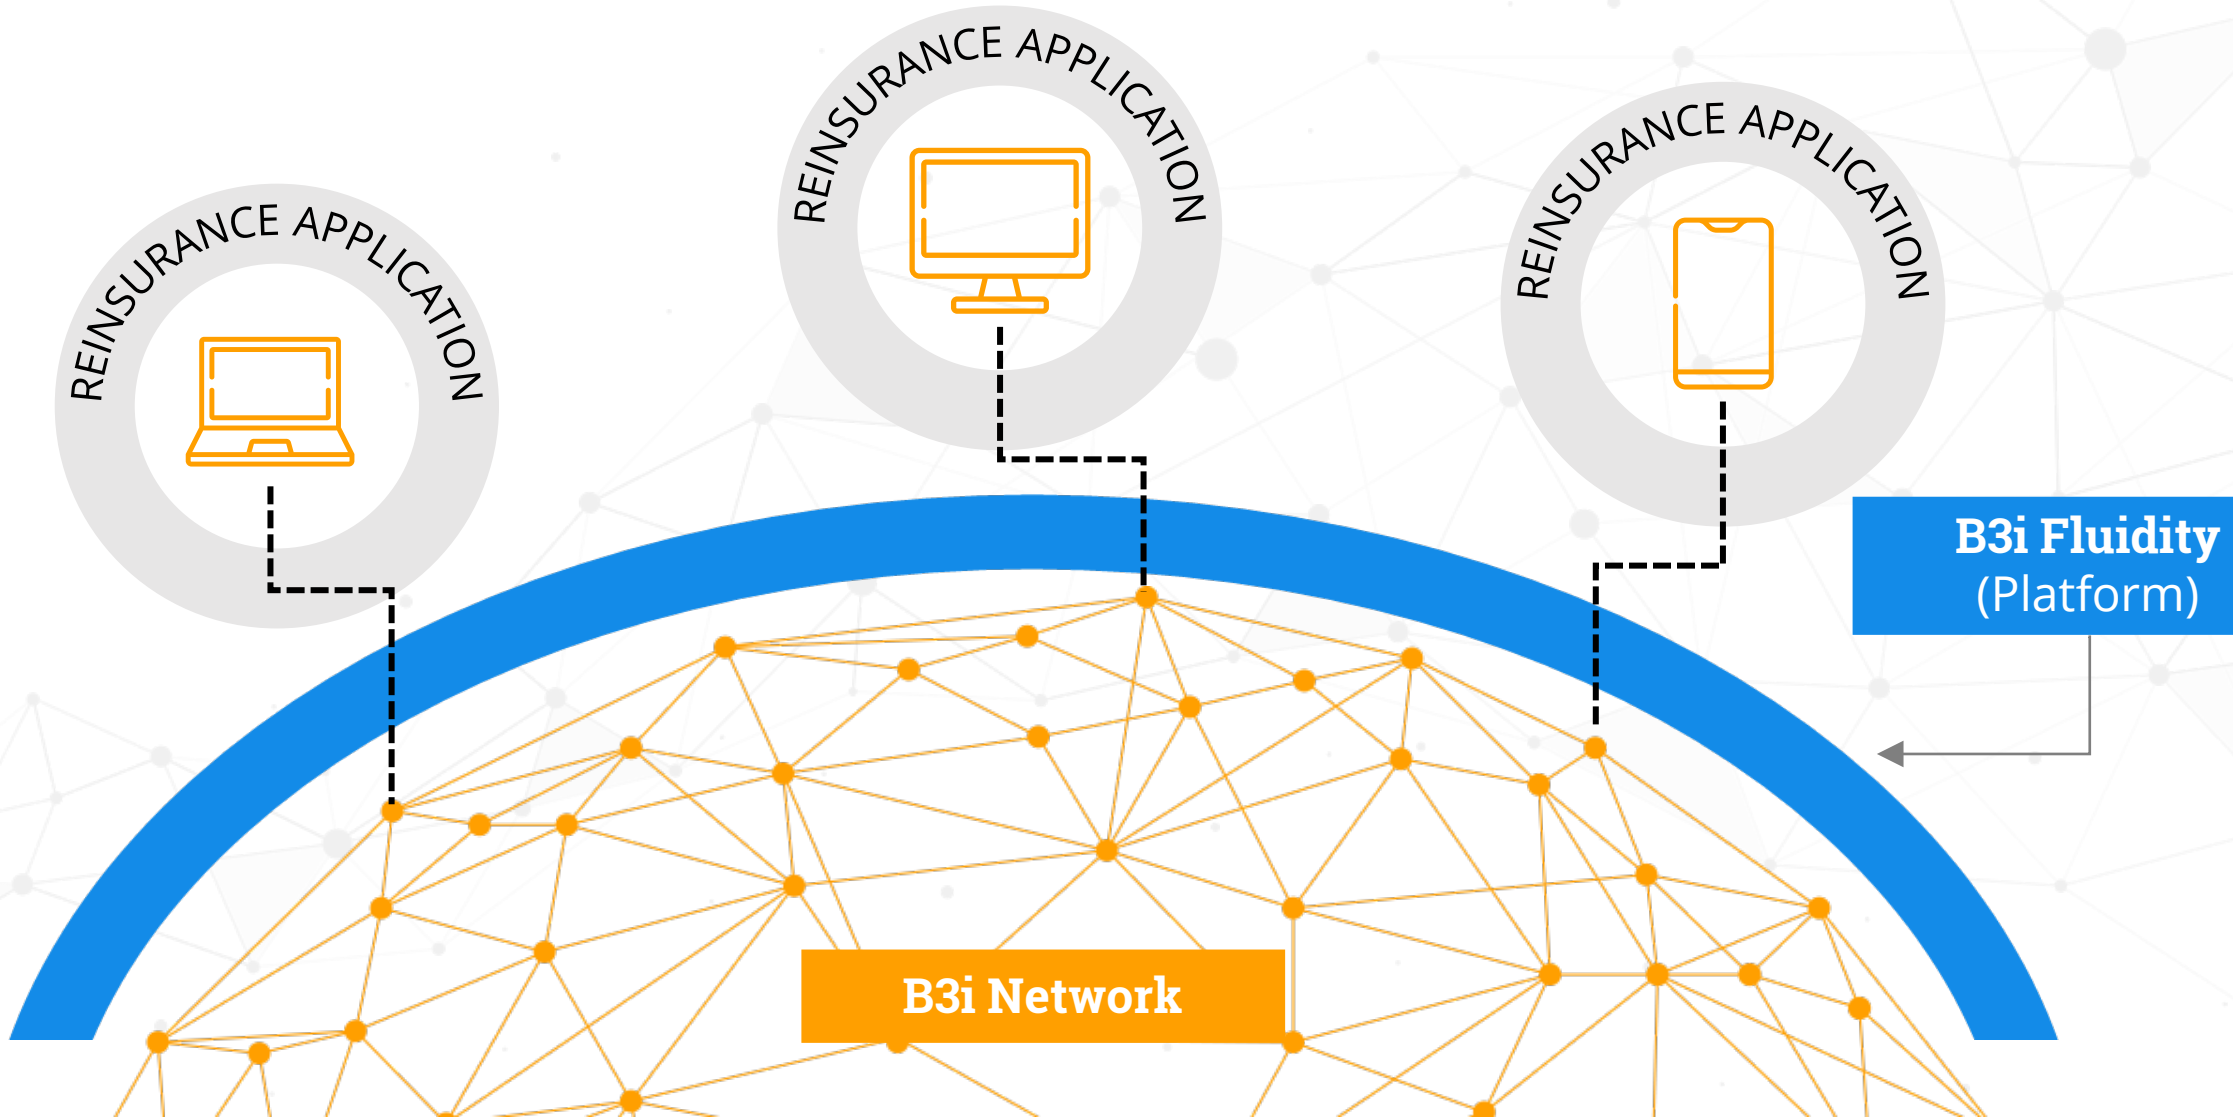 REINSURANCE APPLICATION
REINSURANCE APPLICATION
REINSURANCE APPLICATION
B3i Fluidity
(Platform)
B3i Network